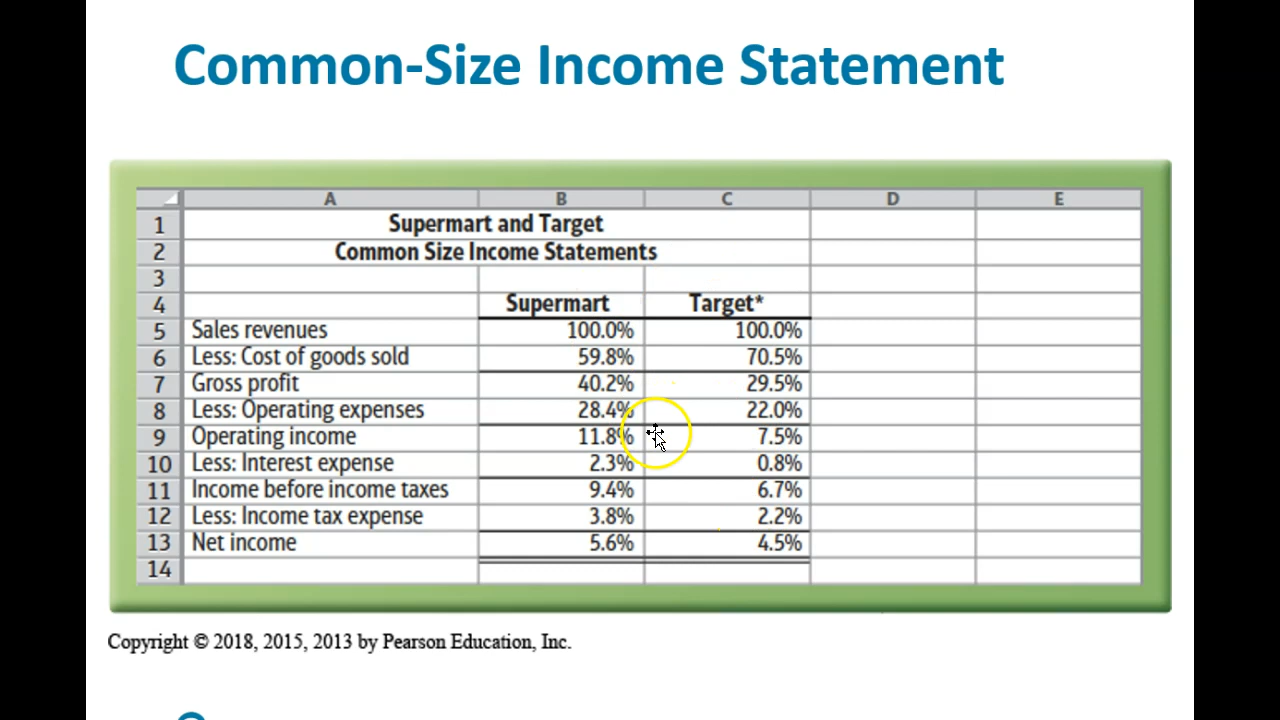 Common-Size Income Statement
A B C D E
1 Supermart and Target
2 Common Size Income Statements
3
4 Supermart Target*
5 Sales revenues 100.0% 100.0%
6 Less: Cost of goods sold 59.8% 70.5%
7 Gross profit 40.2% 29.5%
8 Less: Operating expenses 28.4% 22.0%
9 Operating income 11.8% 7.5%
10 Less: Interest expense 2.3% 0.8%
11 Income before income taxes 9.4% 6.7%
12 Less: Income tax expense 3.8% 2.2%
13 Net income 5.6% 4.5%
14
Copyright © 2018, 2015, 2013 by Pearson Education, Inc.